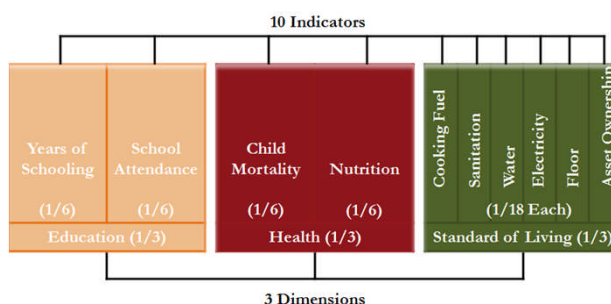 10 Indicators
Years of
Schooling
(1/6)
School
Attendance
(1/6)
Education (1/3)
Child
Mortality
(1/6)
Nutrition
(1/6)
Health (1/3)
Cooking Fuel
Sanitation
Water
Electricity
Floor
Asset Ownership
(1/18 Each)
Standard of Living (1/3)
3 Dimensions